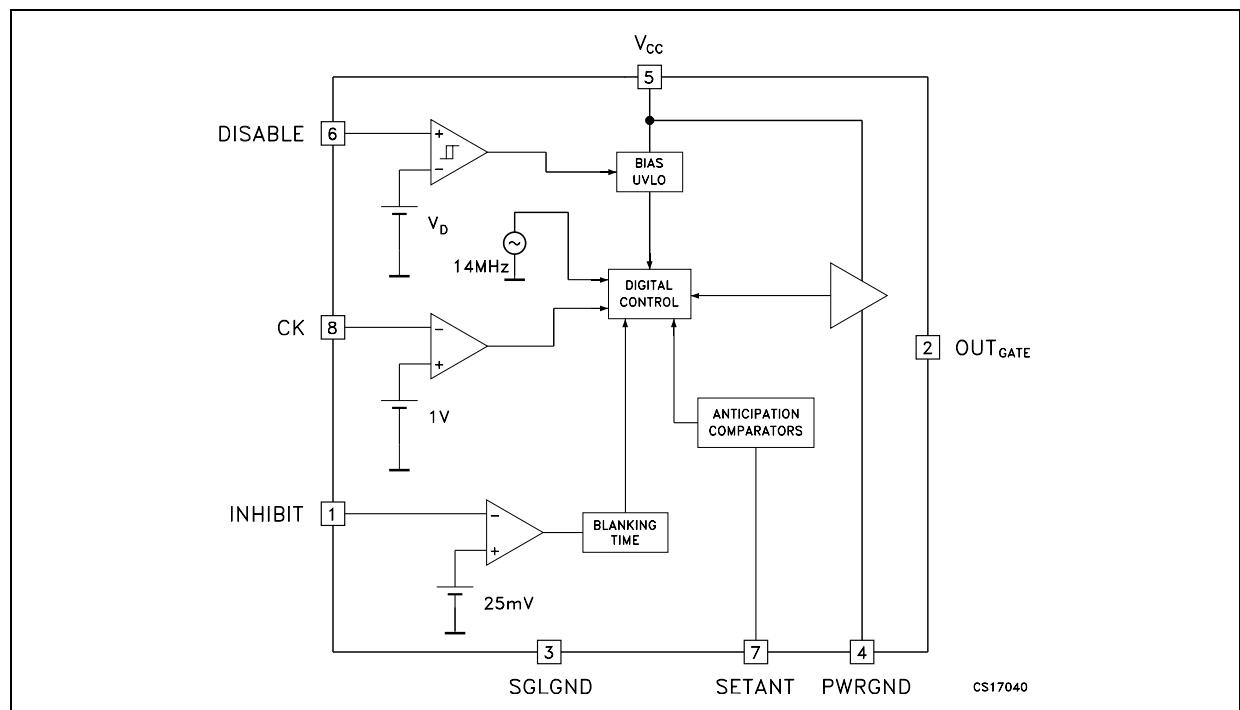 VCC
5
DISABLE 6
+
−
BIAS
UVLO
VD
14MHz
DIGITAL
CONTROL
CK 8
−
+
1V
2 OUTGATE
ANTICIPATION
COMPARATORS
INHIBIT 1
−
+
BLANKING
TIME
25mV
3 7 4
SGLGND SETANT PWRGND CS17040